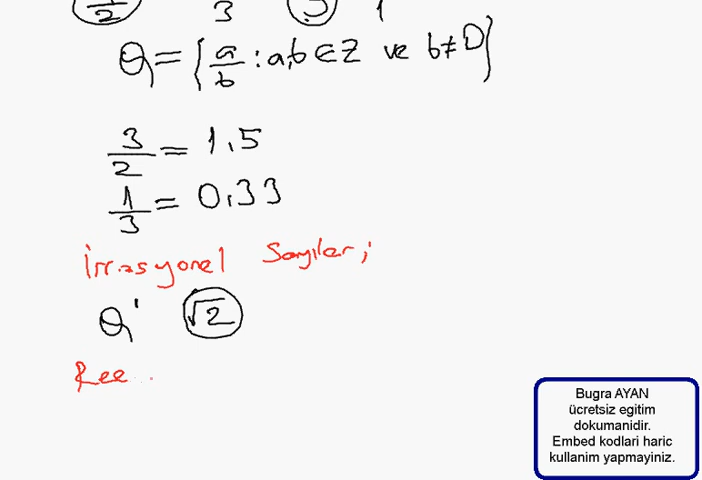 Q = { a/b : a,b ∈ Z ve b ≠ 0 }
3/2 = 1.5
1/3 = 0.33
İrrasyonel Sayılar;
Q' √2
Ree
Bugra AYAN
ücretsiz egitim
dokumanidir.
Embed kodlari haric
kullanim yapmayiniz.